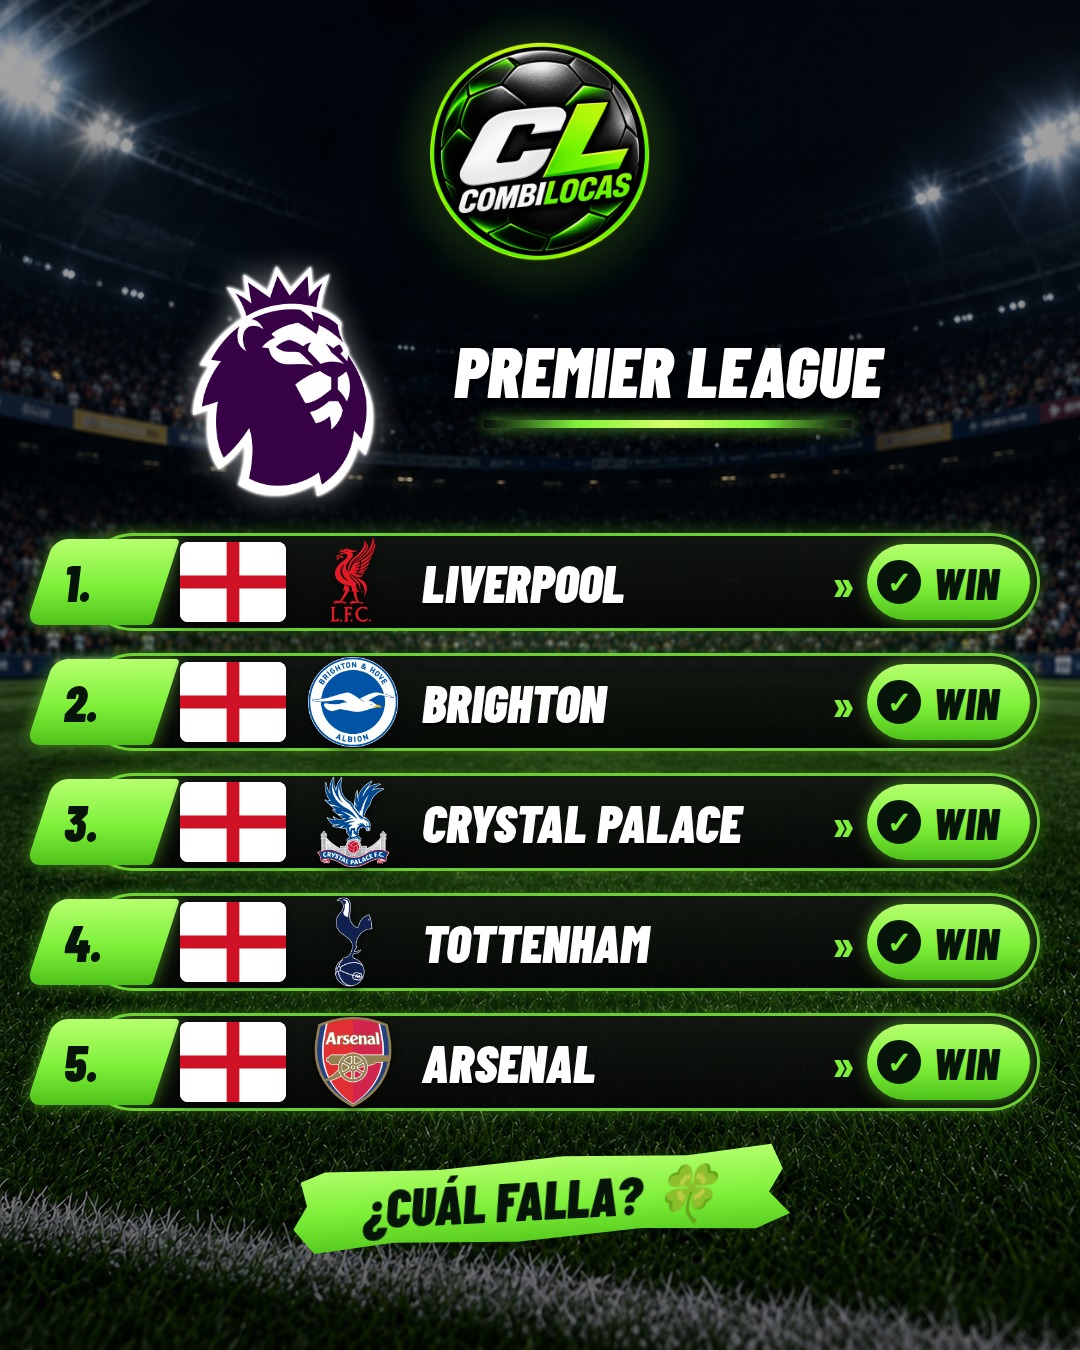 CL
COMBILOCAS
PREMIER LEAGUE
1. L.F.C. LIVERPOOL » ✓ WIN
2. BRIGHTON & HOVE ALBION BRIGHTON » ✓ WIN
3. CRYSTAL PALACE F.C. CRYSTAL PALACE » ✓ WIN
4. TOTTENHAM » ✓ WIN
5. Arsenal ARSENAL » ✓ WIN
¿CUÁL FALLA? 🍀